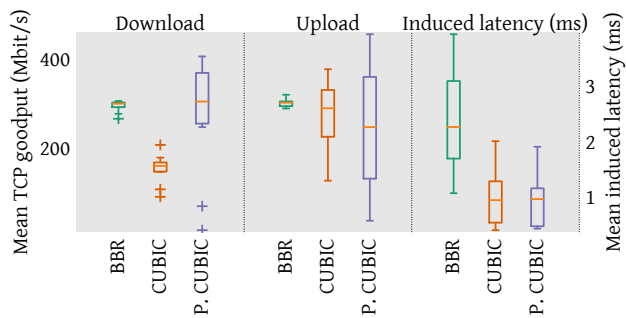 Download Upload Induced latency (ms)
Mean TCP goodput (Mbit/s)
400
200
3
2
1
Mean induced latency (ms)
BBR
CUBIC
P. CUBIC
BBR
CUBIC
P. CUBIC
BBR
CUBIC
P. CUBIC